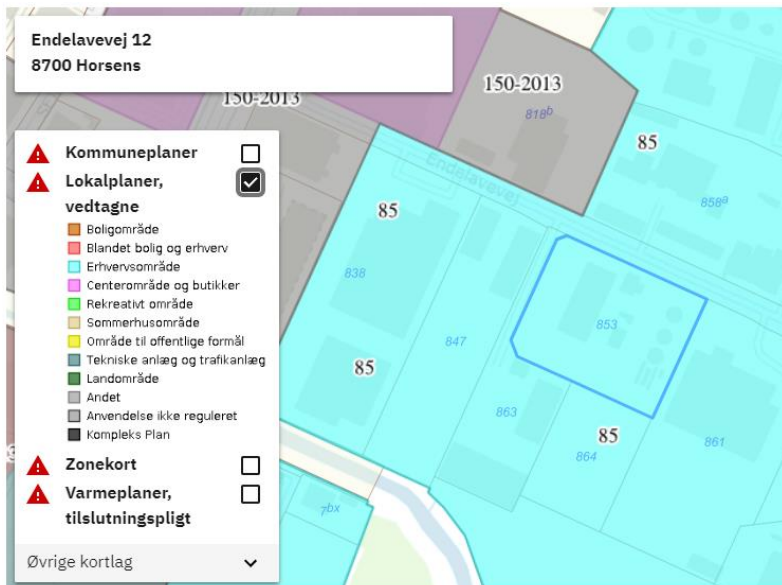 Endelavevej 12
8700 Horsens
150-2013
150-2013
818b
Kommuneplaner
Lokalplaner,
vedtagne
Boligområde
Blandet bolig og erhverv
Erhvervsområde
Centerområde og butikker
Rekreativt område
Sommerhusområde
Område til offentlige formål
Tekniske anlæg og trafikanlæg
Landområde
Andet
Anvendelse ikke reguleret
Kompleks Plan
Zonekort
Varmeplaner,
tilslutningspligt
Øvrige kortlag
Endelavevej
85
858a
85
838
853
847
85
863
85
864
861
7bx